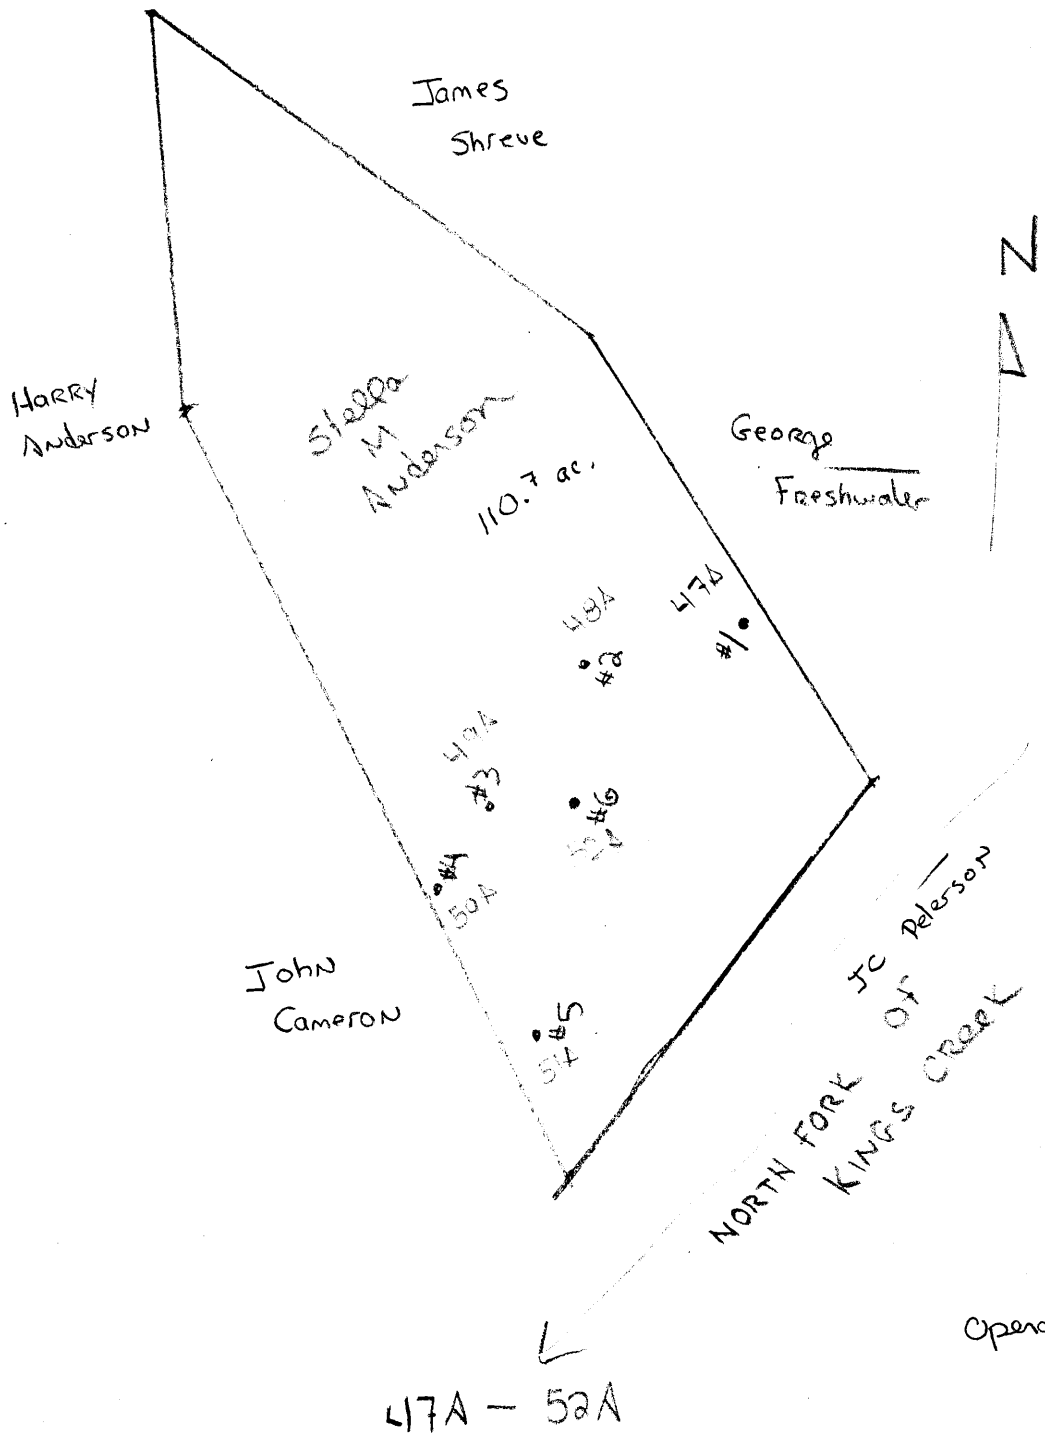 James
Shreve
N
Harry
Anderson
Stella
M
Anderson
110.7 ac.
George
Freshwater
47A
#1
48A
#2
49A
#3
#6
52A
#4
50A
John
Cameron
#5
51A
JC Peterson
North Fork of
Kings Creek
47A - 52A